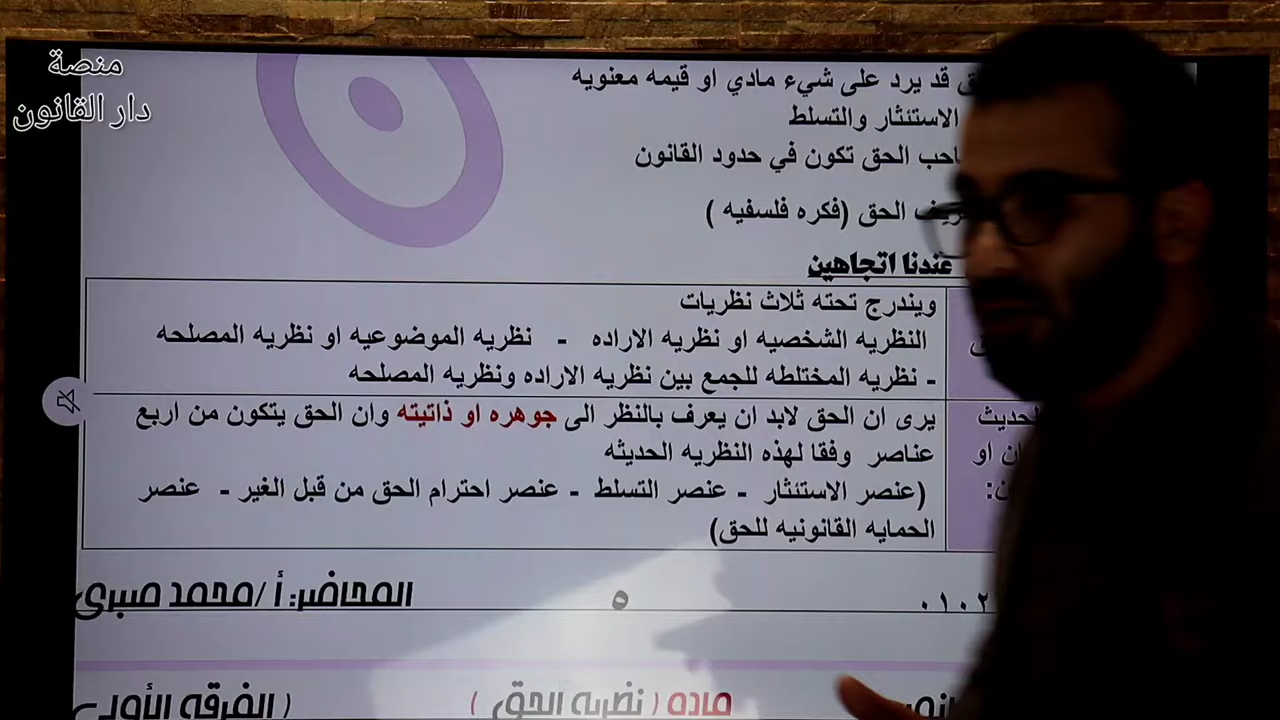 منصة
دار القانون
قد يرد على شيء مادي او قيمه معنويه
الاستئثار والتسلط
الحق تكون في حدود القانون
الحق (فكره فلسفيه )
عندنا اتجاهين
ويندرج تحته ثلاث نظريات
النظريه الشخصيه او نظريه الاراده - نظريه الموضوعيه او نظريه المصلحه
- نظريه المختلطه للجمع بين نظريه الاراده ونظريه المصلحه
يرى ان الحق لابد ان يعرف بالنظر الى جوهره او ذاتيته وان الحق يتكون من اربع
عناصر وفقا لهذه النظريه الحديثه
(عنصر الاستئثار - عنصر التسلط - عنصر احترام الحق من قبل الغير - عنصر
الحمايه القانونيه للحق)
٠١٠٢ ٥ المحاضر: أ /محمد صبرى
ماده ( نظريه الحق ) ( الفرقه الأولى